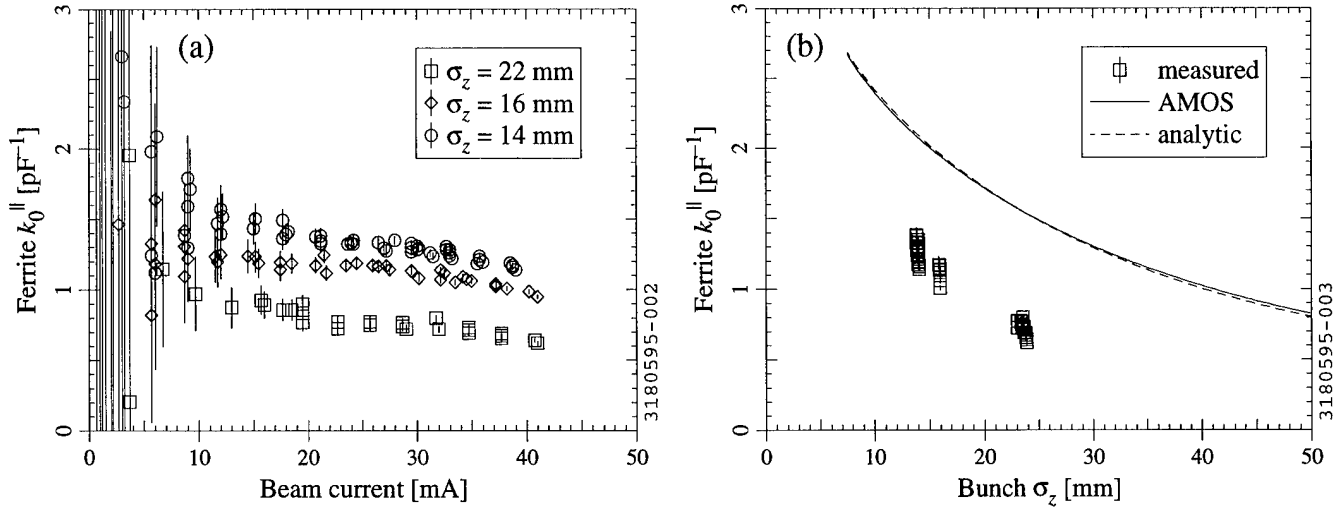 (a)
σz = 22 mm
σz = 16 mm
σz = 14 mm
Ferrite k0∥ [pF−1]
3
2
1
0
0 10 20 30 40 50
Beam current [mA]
3180595-002
(b)
measured
AMOS
analytic
Ferrite k0∥ [pF−1]
3
2
1
0
0 10 20 30 40 50
Bunch σz [mm]
3180595-003